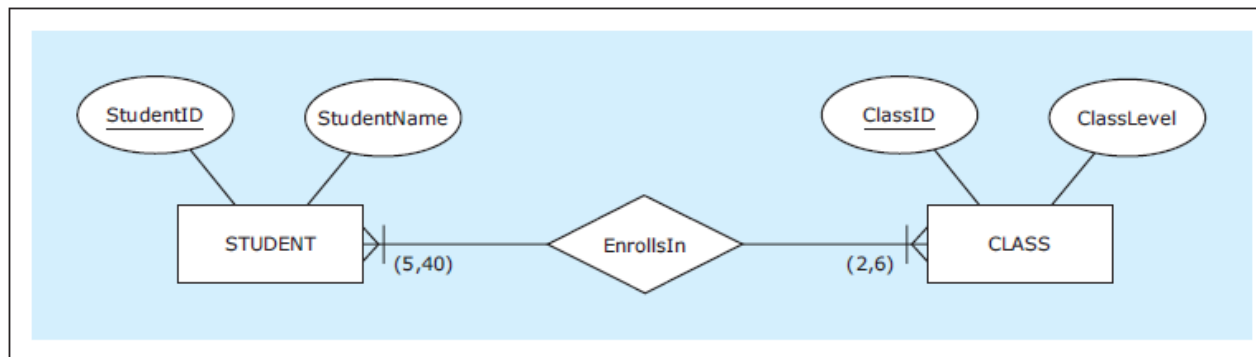 StudentID
StudentName
ClassID
ClassLevel
STUDENT
(5,40)
EnrollsIn
(2,6)
CLASS